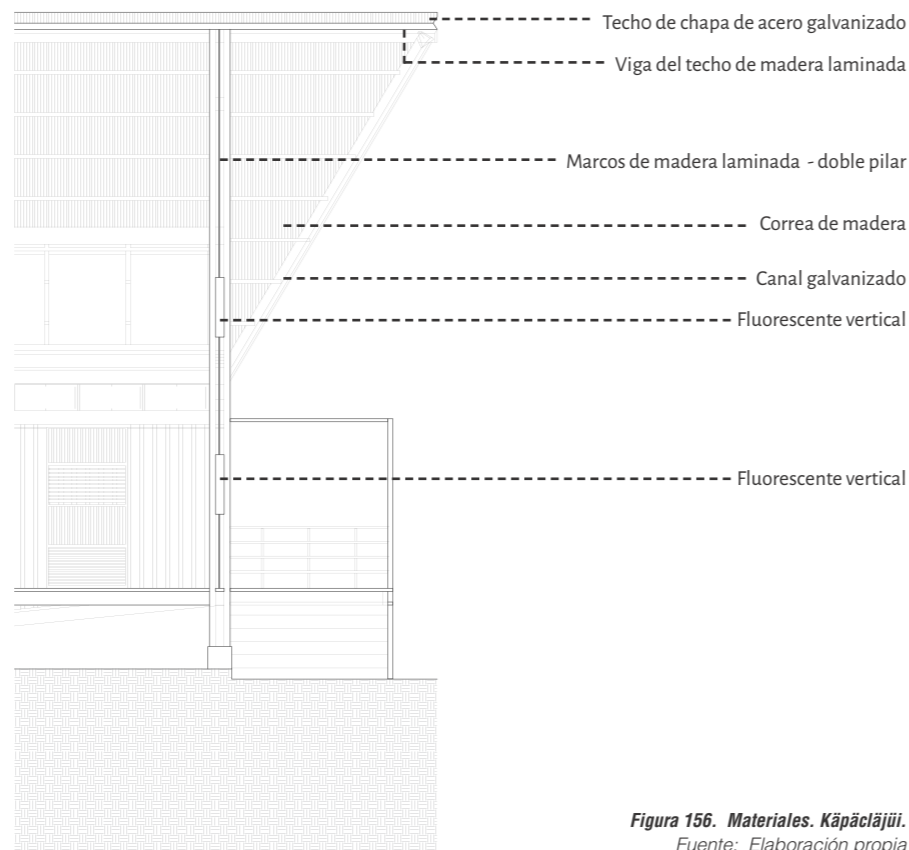 Techo de chapa de acero galvanizado
Viga del techo de madera laminada
Marcos de madera laminada - doble pilar
Correa de madera
Canal galvanizado
Fluorescente vertical
Fluorescente vertical
Figura 156. Materiales. Käpäcläjüi.
Fuente: Elaboración propia